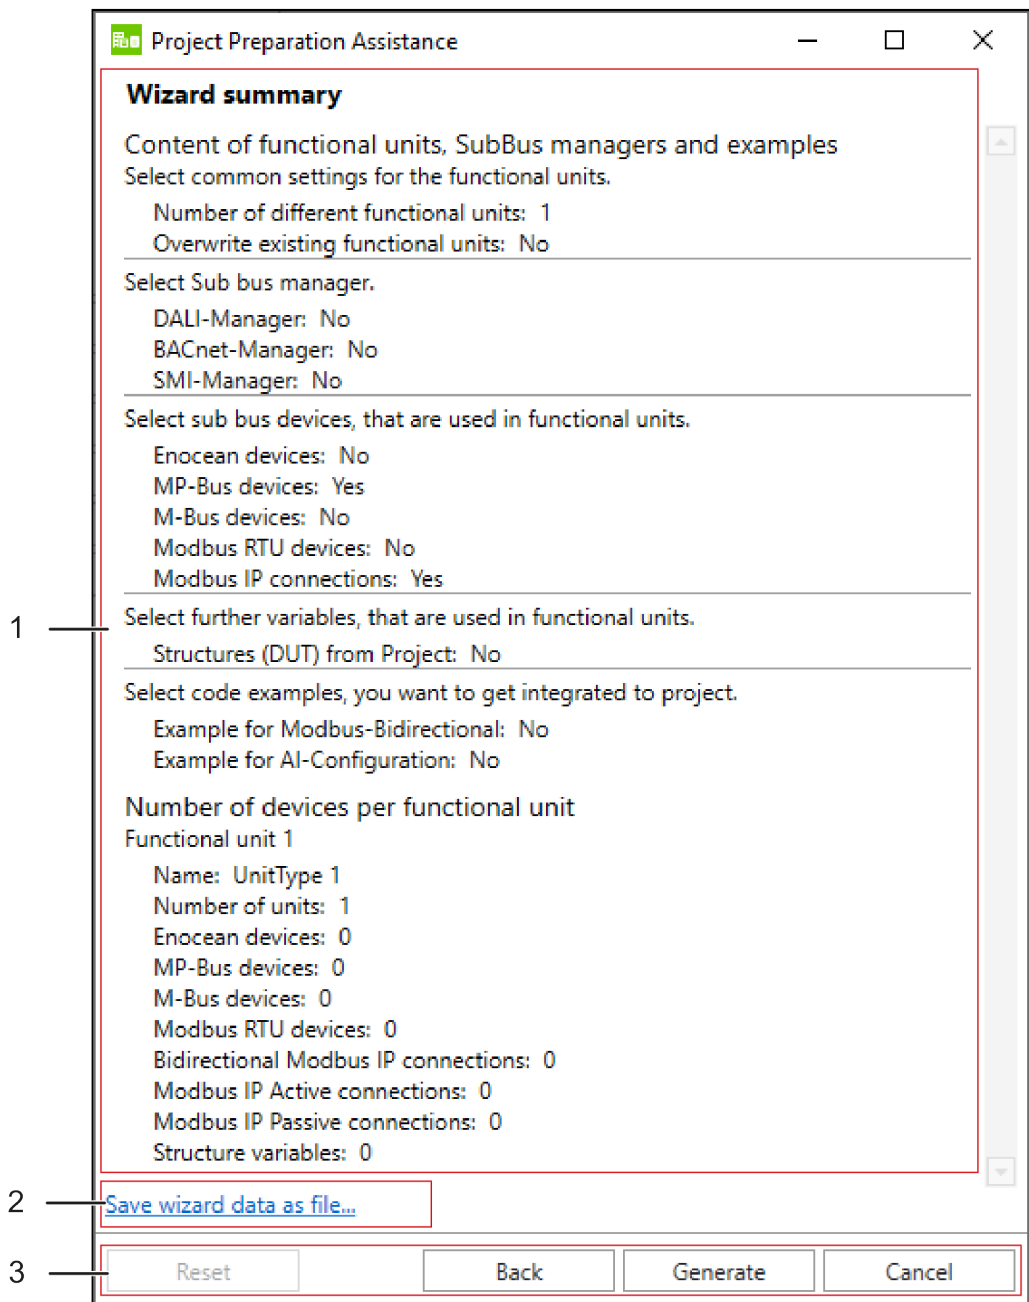 Project Preparation Assistance
Wizard summary
Content of functional units, SubBus managers and examples
Select common settings for the functional units.
Number of different functional units: 1
Overwrite existing functional units: No
Select Sub bus manager.
DALI-Manager: No
BACnet-Manager: No
SMI-Manager: No
Select sub bus devices, that are used in functional units.
Enocean devices: No
MP-Bus devices: Yes
M-Bus devices: No
Modbus RTU devices: No
Modbus IP connections: Yes
1
Select further variables, that are used in functional units.
Structures (DUT) from Project: No
Select code examples, you want to get integrated to project.
Example for Modbus-Bidirectional: No
Example for AI-Configuration: No
Number of devices per functional unit
Functional unit 1
Name: UnitType 1
Number of units: 1
Enocean devices: 0
MP-Bus devices: 0
M-Bus devices: 0
Modbus RTU devices: 0
Bidirectional Modbus IP connections: 0
Modbus IP Active connections: 0
Modbus IP Passive connections: 0
Structure variables: 0
2
Save wizard data as file...
3
Reset Back Generate Cancel